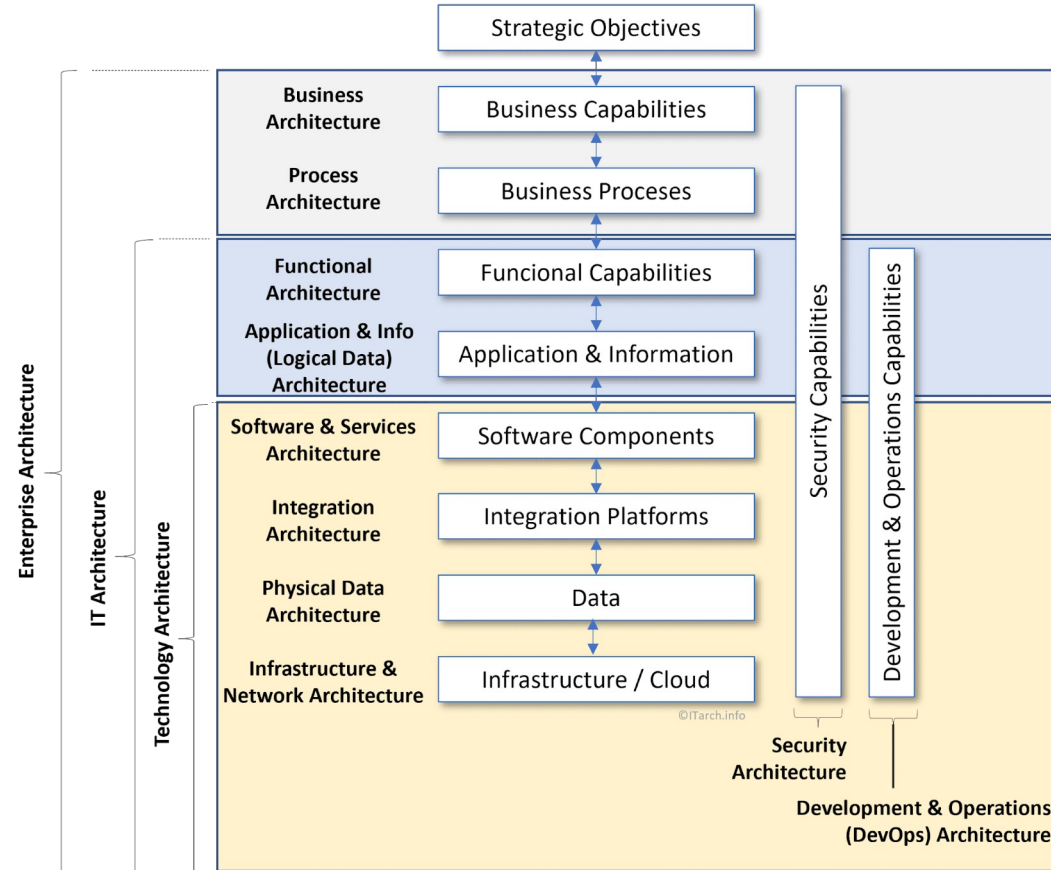 Strategic Objectives
Business
Architecture
Business Capabilities
Process
Architecture
Business Proceses
Functional
Architecture
Funcional Capabilities
Application & Info
(Logical Data)
Architecture
Application & Information
Software & Services
Architecture
Software Components
Integration
Architecture
Integration Platforms
Physical Data
Architecture
Data
Infrastructure &
Network Architecture
Infrastructure / Cloud
©ITarch.info
Enterprise Architecture
IT Architecture
Technology Architecture
Security Capabilities
Development & Operations Capabilities
Security
Architecture
Development & Operations
(DevOps) Architecture